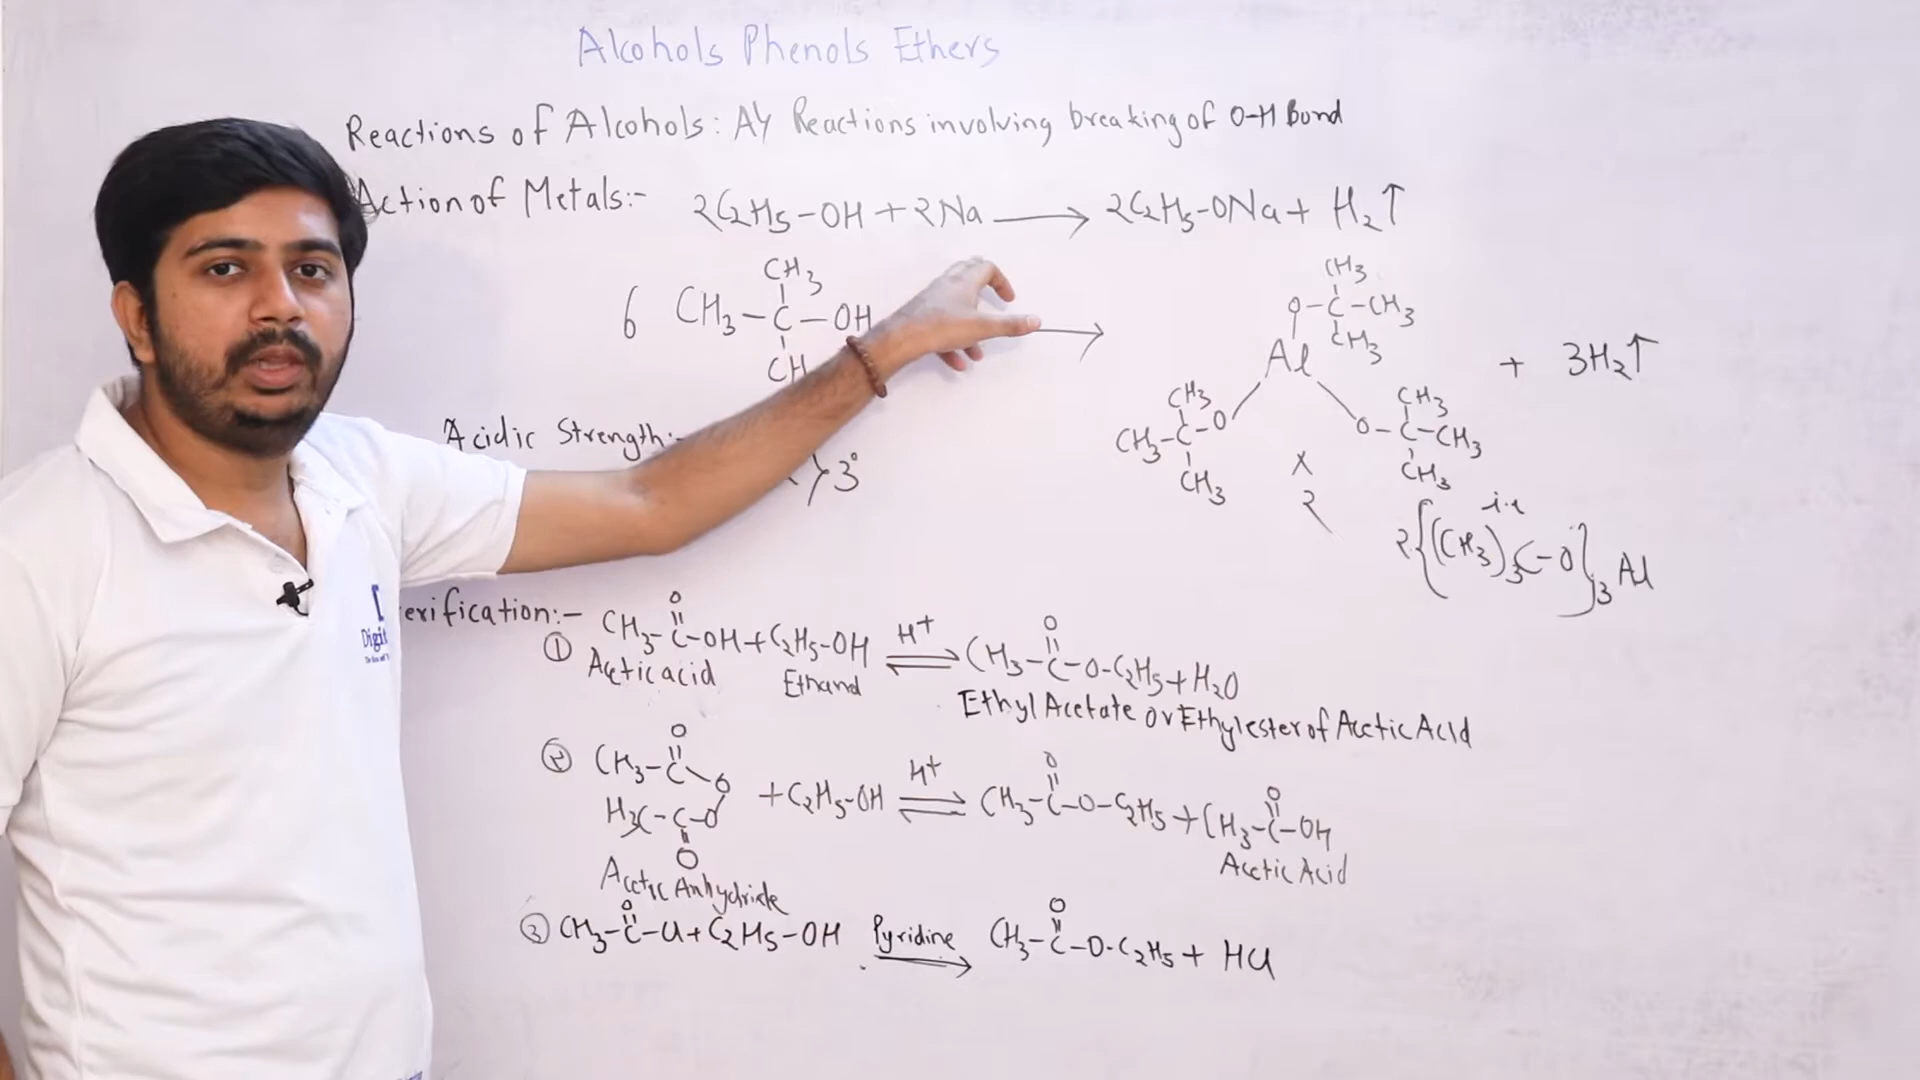 Alcohols Phenols Ethers
Reactions of Alcohols: A) Reactions involving breaking of O-H Bond
Action of Metals:- 2C2H5-OH + 2Na ⟶ 2C2H5-ONa + H2↑
6 CH3-C-OH ⟶
CH3
CH
Al
O-C-CH3
CH3
CH3
CH3-C-O
CH3
CH3
O-C-CH3
CH3
CH3
+ 3H2↑
x
2
i.e
2{(CH3)3C-O}3 Al
Acidic Strength:-
>3°
erification:-
① CH3-C-OH + C2H5-OH ⇌ CH3-C-O-C2H5 + H2O
O
H+
O
Acetic acid Ethanol
Ethyl Acetate or Ethylester of Acetic Acid
② CH3-C
O
O
H3C-C-O
O
+ C2H5-OH ⇌ CH3-C-O-C2H5 + CH3-C-OH
H+
O
O
Acetic Anhydride
Acetic Acid
③ CH3-C-Cl + C2H5-OH Pyridine ⟶ CH3-C-O-C2H5 + HCl
O
O
Digit